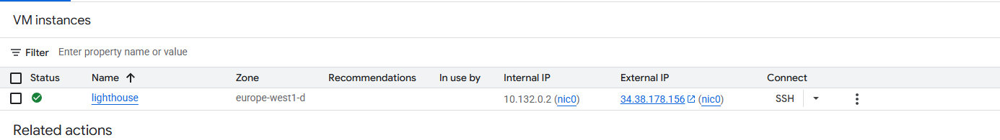 VM instances
Filter Enter property name or value
Status Name Zone Recommendations In use by Internal IP External IP Connect
lighthouse europe-west1-d 10.132.0.2 (nic0) 34.38.178.156 (nic0) SSH
Related actions